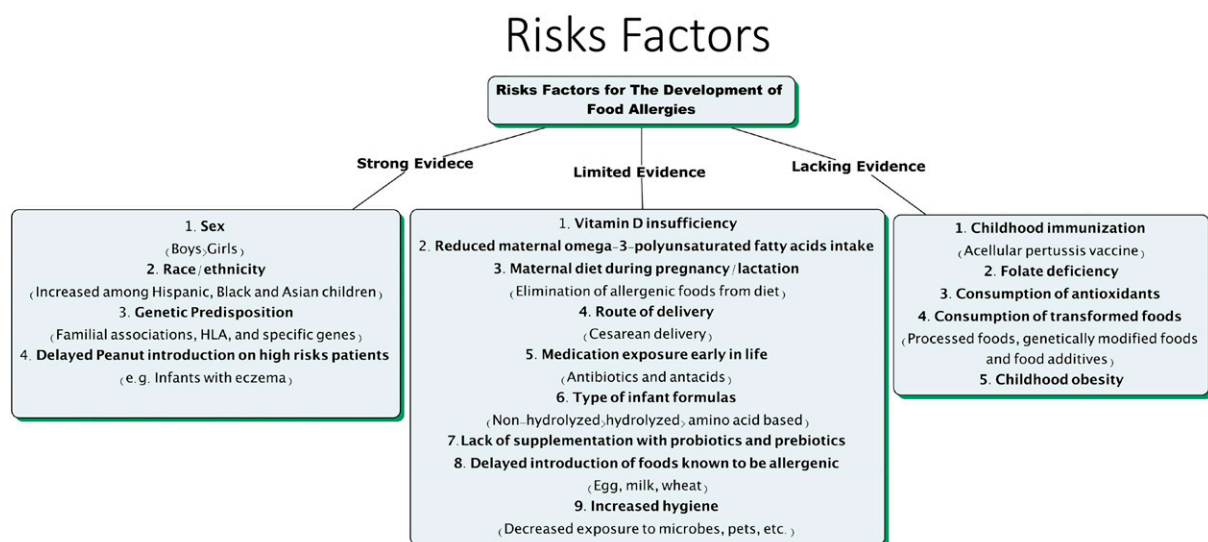 Risks Factors
Risks Factors for The Development of
Food Allergies
Strong Evidece
Limited Evidence
Lacking Evidence
1. Sex
(Boys>Girls)
2. Race/ethnicity
(Increased among Hispanic, Black and Asian children)
3. Genetic Predisposition
(Familial associations, HLA, and specific genes)
4. Delayed Peanut introduction on high risks patients
(e.g. Infants with eczema)
1. Vitamin D insufficiency
2. Reduced maternal omega-3-polyunsaturated fatty acids intake
3. Maternal diet during pregnancy/lactation
(Elimination of allergenic foods from diet)
4. Route of delivery
(Cesarean delivery)
5. Medication exposure early in life
(Antibiotics and antacids)
6. Type of infant formulas
(Non-hydrolyzed>hydrolyzed> amino acid based)
7. Lack of supplementation with probiotics and prebiotics
8. Delayed introduction of foods known to be allergenic
(Egg, milk, wheat)
9. Increased hygiene
(Decreased exposure to microbes, pets, etc.)
1. Childhood immunization
(Acellular pertussis vaccine)
2. Folate deficiency
3. Consumption of antioxidants
4. Consumption of transformed foods
(Processed foods, genetically modified foods
and food additives)
5. Childhood obesity